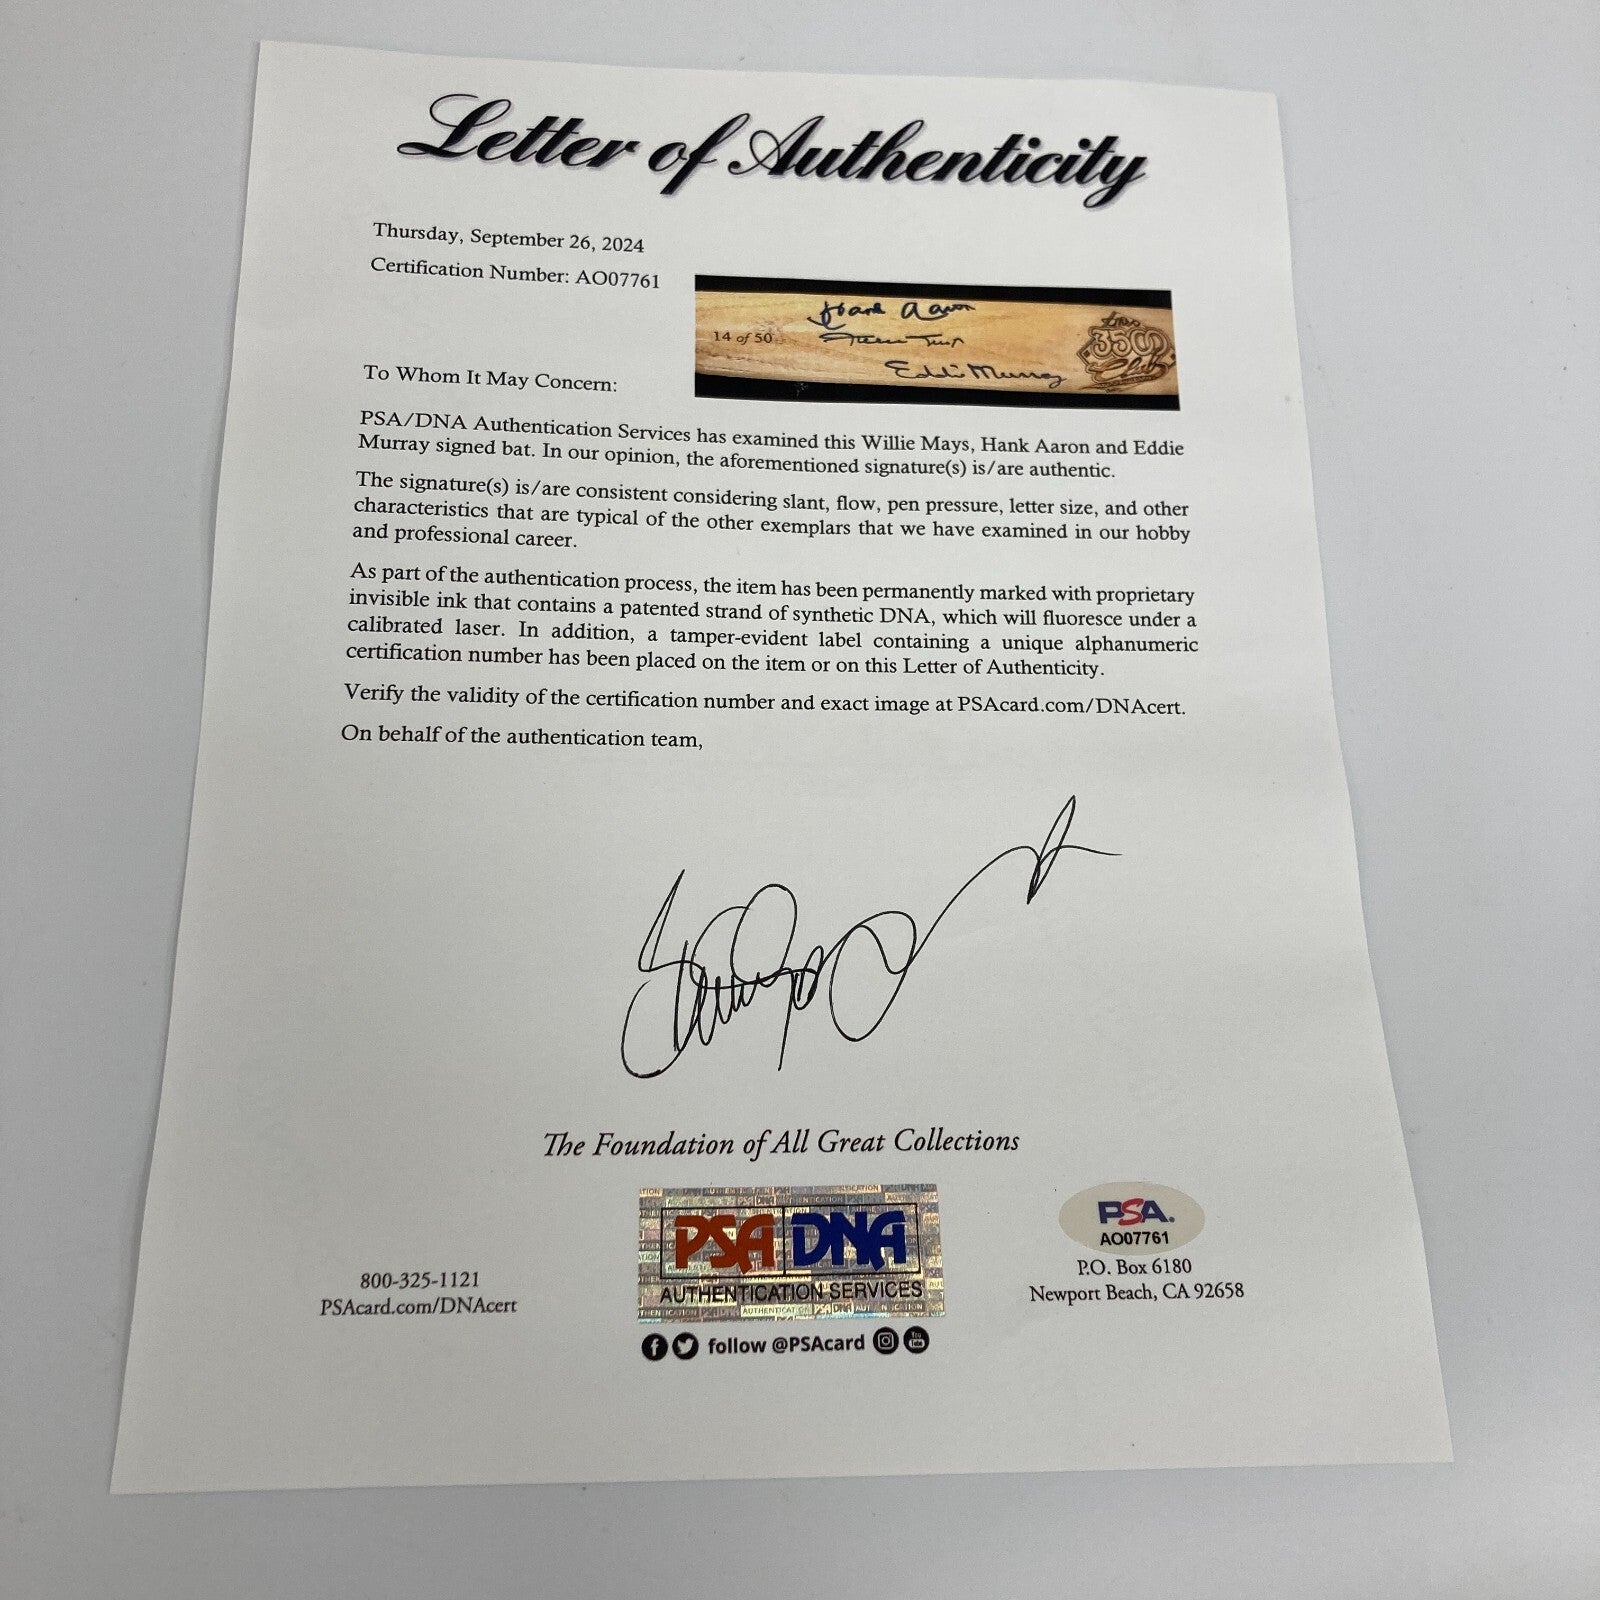 Letter of Authenticity
Thursday, September 26, 2024
Certification Number: AO07761
14 of 50
Hank Aaron
Eddie Murray
3500
Club
To Whom It May Concern:
PSA/DNA Authentication Services has examined this Willie Mays, Hank Aaron and Eddie
Murray signed bat. In our opinion, the aforementioned signature(s) is/are authentic.
The signature(s) is/are consistent considering slant, flow, pen pressure, letter size, and other
characteristics that are typical of the other exemplars that we have examined in our hobby
and professional career.
As part of the authentication process, the item has been permanently marked with proprietary
invisible ink that contains a patented strand of synthetic DNA, which will fluoresce under a
calibrated laser. In addition, a tamper-evident label containing a unique alphanumeric
certification number has been placed on the item or on this Letter of Authenticity.
Verify the validity of the certification number and exact image at PSAcard.com/DNAcert.
On behalf of the authentication team,
The Foundation of All Great Collections
800-325-1121
PSAcard.com/DNAcert
PSA DNA
AUTHENTICATION SERVICES
follow @PSAcard
PSA.
AO07761
P.O. Box 6180
Newport Beach, CA 92658